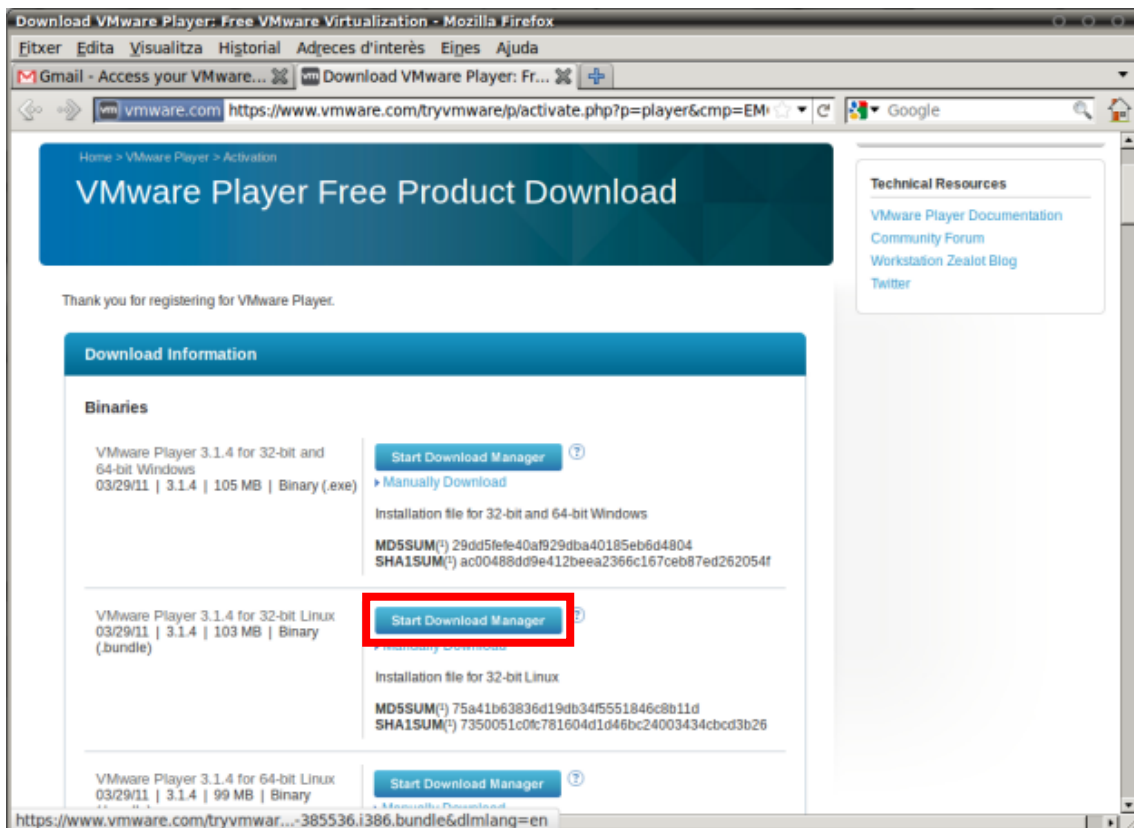 Download VMware Player: Free VMware Virtualization - Mozilla Firefox
Fitxer Edita Visualitza Historial Adreces d'interès Eines Ajuda
Gmail - Access your VMware... Download VMware Player: Fr...
vmware.com https://www.vmware.com/tryvmware/p/activate.php?p=player&cmp=EM Google
Home > VMware Player > Activation
VMware Player Free Product Download
Technical Resources
VMware Player Documentation
Community Forum
Workstation Zealot Blog
Twitter
Thank you for registering for VMware Player.
Download Information
Binaries
VMware Player 3.1.4 for 32-bit and
64-bit Windows
03/29/11 | 3.1.4 | 105 MB | Binary (.exe)
Start Download Manager ?
Manually Download
Installation file for 32-bit and 64-bit Windows
MD5SUM(¹) 29dd5fefe40af929dba40185eb6d4804
SHA1SUM(¹) ac00488dd9e412beea2366c167ceb87ed262054f
VMware Player 3.1.4 for 32-bit Linux
03/29/11 | 3.1.4 | 103 MB | Binary
(.bundle)
Start Download Manager ?
Manually Download
Installation file for 32-bit Linux
MD5SUM(¹) 75a41b63836d19db34f5551846c8b11d
SHA1SUM(¹) 7350051c0fc781604d1d46bc24003434cbcd3b26
VMware Player 3.1.4 for 64-bit Linux
03/29/11 | 3.1.4 | 99 MB | Binary
Start Download Manager ?
Manually Download
https://www.vmware.com/tryvmwar...-385536.i386.bundle&dlmlang=en